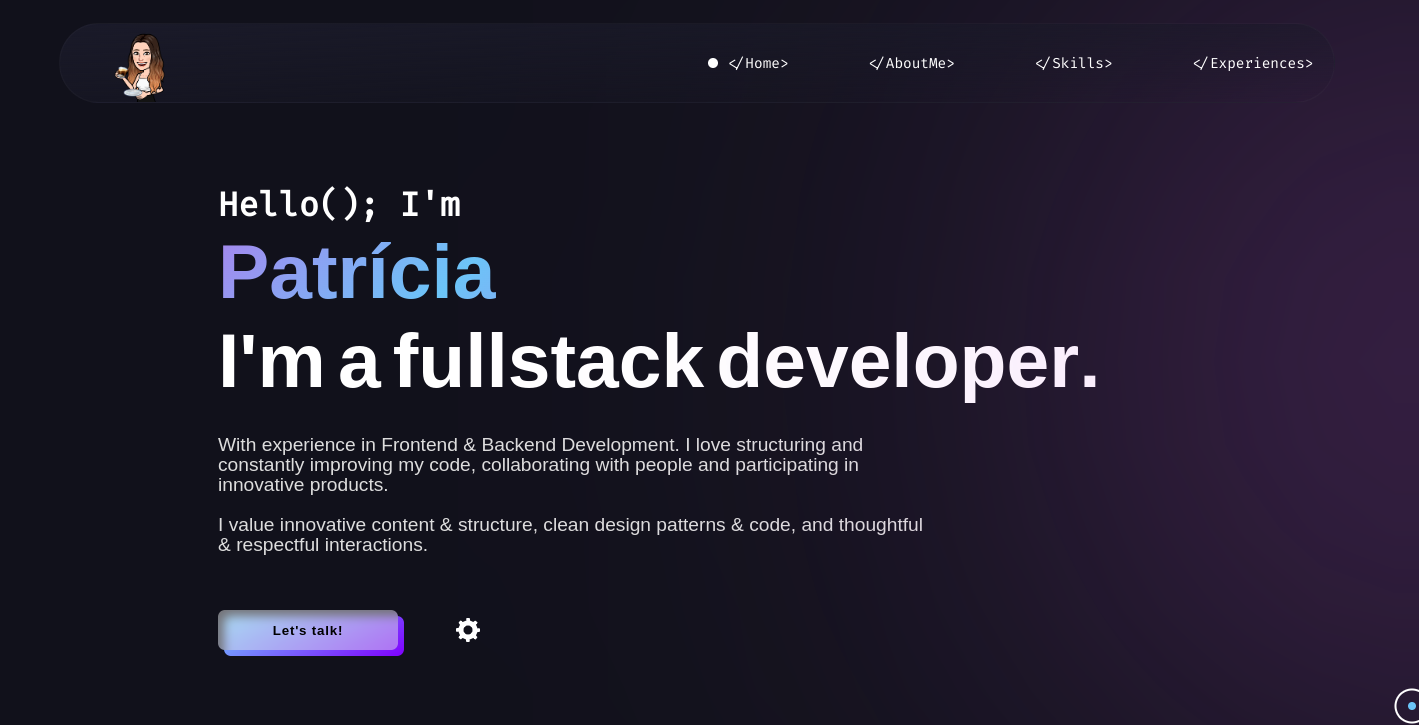 </Home>
</AboutMe>
</Skills>
</Experiences>
Hello(); I'm
Patrícia
I'm a fullstack developer.
With experience in Frontend & Backend Development. I love structuring and
constantly improving my code, collaborating with people and participating in
innovative products.
I value innovative content & structure, clean design patterns & code, and thoughtful
& respectful interactions.
Let's talk!